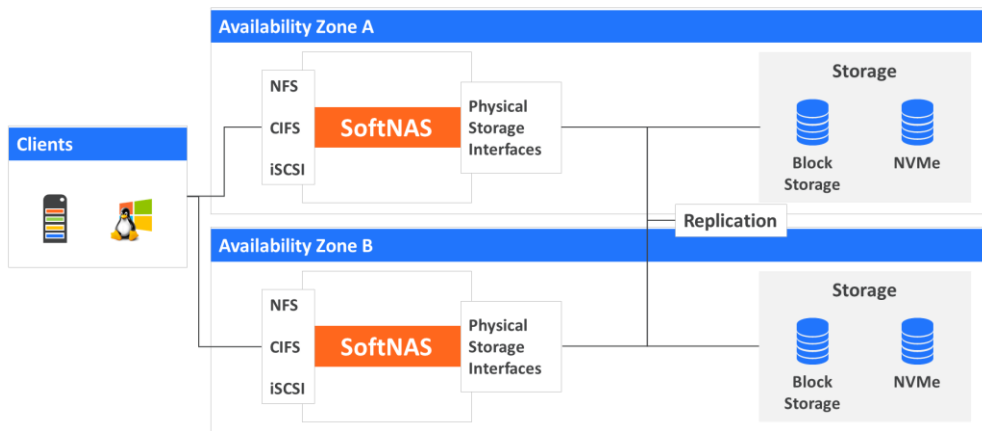 Availability Zone A
NFS
CIFS
iSCSI
SoftNAS
Physical
Storage
Interfaces
Storage
Block
Storage
NVMe
Clients
Replication
Availability Zone B
NFS
CIFS
iSCSI
SoftNAS
Physical
Storage
Interfaces
Storage
Block
Storage
NVMe